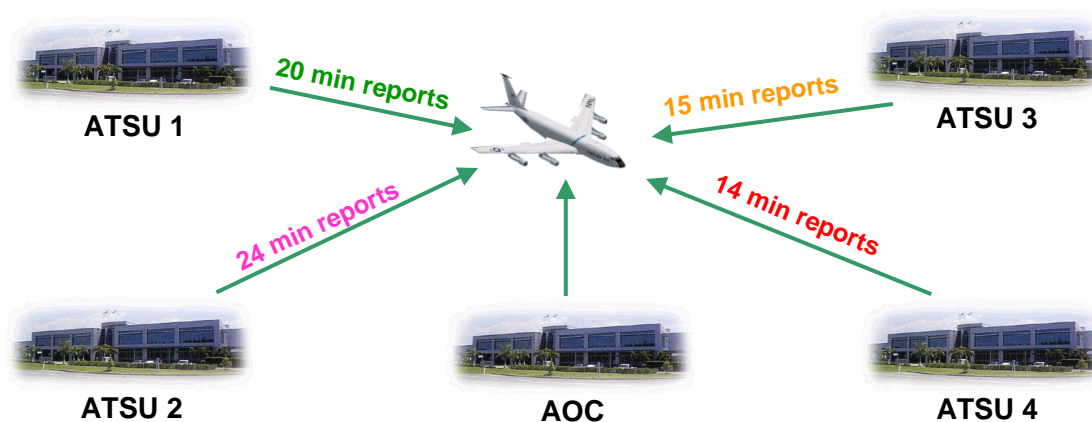 20 min reports
15 min reports
ATSU 1
ATSU 3
24 min reports
14 min reports
ATSU 2
AOC
ATSU 4